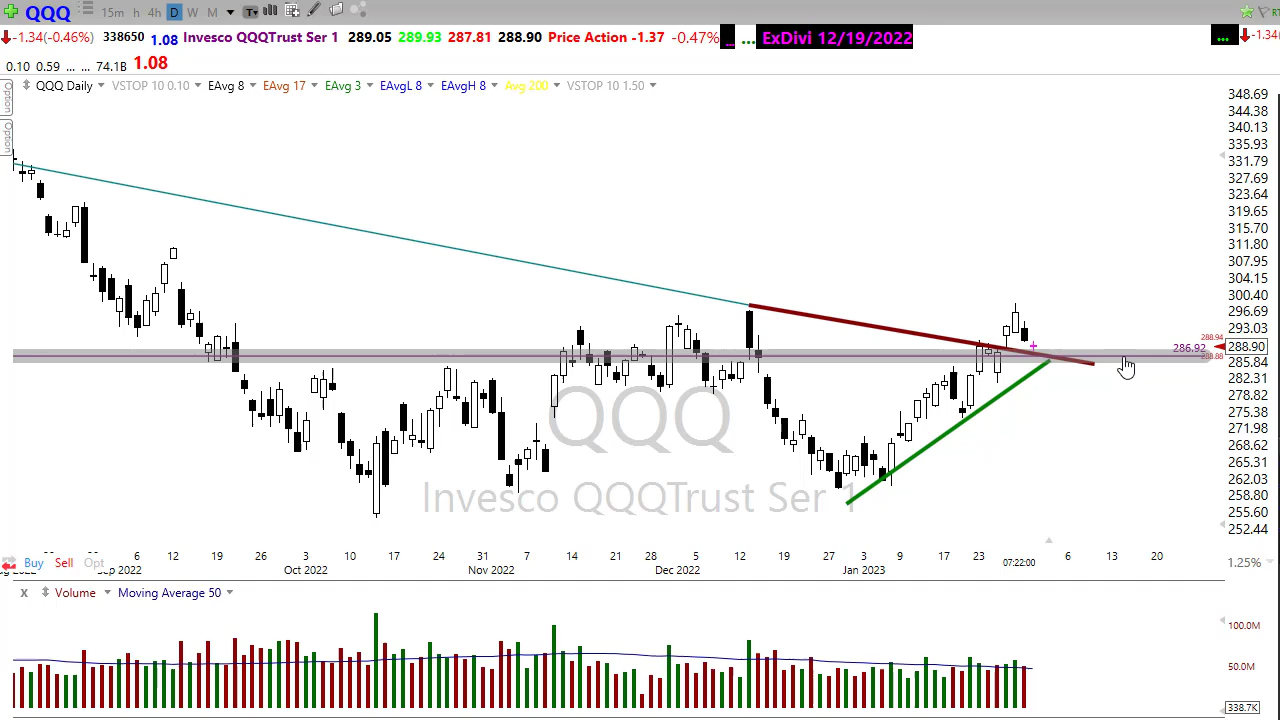 QQQ 15m h 4h D W M T
-1.34(-0.46%) 338650 1.08 Invesco QQQTrust Ser 1 289.05 289.93 287.81 288.90 Price Action -1.37 -0.47% ... ... ExDivi 12/19/2022 ... -1.34(
0.10 0.59 ... ... 74.1B 1.08
QQQ Daily VSTOP 10 0.10 EAvg 8 EAvg 17 EAvg 3 EAvgL 8 EAvgH 8 Avg 200 VSTOP 10 1.50
Option
Option
348.69
344.38
340.13
335.93
331.79
327.69
323.64
319.65
315.70
311.80
307.95
304.15
300.40
296.69
293.03
288.94
286.92
288.90
288.88
285.84
282.31
278.82
275.38
271.98
268.62
265.31
262.03
258.80
255.60
252.44
QQQ
Invesco QQQTrust Ser 1
6 12 19 26 3 10 17 24 31 7 14 21 28 5 12 19 27 3 9 17 23 07:22:00 6 13 20
Buy Sell Opt 1.25%
Sep 2022 Oct 2022 Nov 2022 Dec 2022 Jan 2023
X Volume Moving Average 50
100.0M
50.0M
338.7K